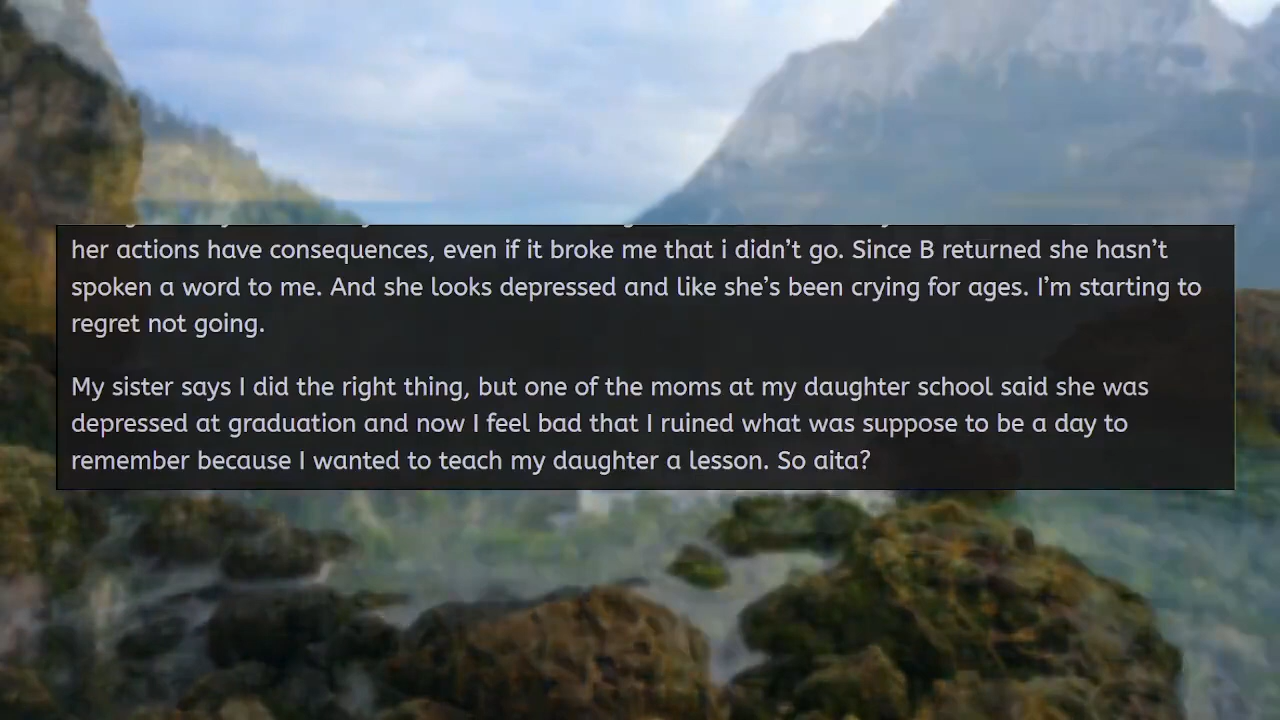 her actions have consequences, even if it broke me that i didn't go. Since B returned she hasn't
spoken a word to me. And she looks depressed and like she's been crying for ages. I'm starting to
regret not going.
My sister says I did the right thing, but one of the moms at my daughter school said she was
depressed at graduation and now I feel bad that I ruined what was suppose to be a day to
remember because I wanted to teach my daughter a lesson. So aita?